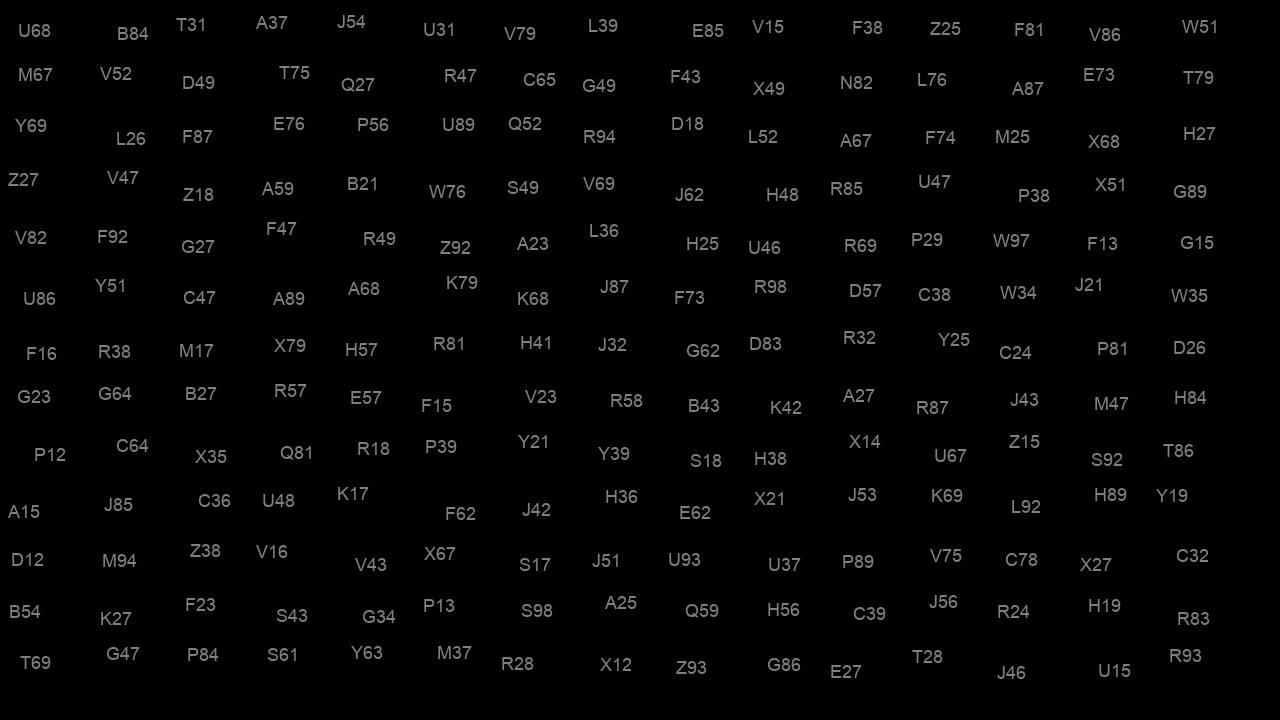 U68 B84 T31 A37 J54 U31 V79 L39 E85 V15 F38 Z25 F81 V86 W51
M67 V52 D49 T75 Q27 R47 C65 G49 F43 X49 N82 L76 A87 E73 T79
Y69 L26 F87 E76 P56 U89 Q52 R94 D18 L52 A67 F74 M25 X68 H27
Z27 V47 Z18 A59 B21 W76 S49 V69 J62 H48 R85 U47 P38 X51 G89
V82 F92 G27 F47 R49 Z92 A23 L36 H25 U46 R69 P29 W97 F13 G15
U86 Y51 C47 A89 A68 K79 K68 J87 F73 R98 D57 C38 W34 J21 W35
F16 R38 M17 X79 H57 R81 H41 J32 G62 D83 R32 Y25 C24 P81 D26
G23 G64 B27 R57 E57 F15 V23 R58 B43 K42 A27 R87 J43 M47 H84
P12 C64 X35 Q81 R18 P39 Y21 Y39 S18 H38 X14 U67 Z15 S92 T86
A15 J85 C36 U48 K17 F62 J42 H36 E62 X21 J53 K69 L92 H89 Y19
D12 M94 Z38 V16 V43 X67 S17 J51 U93 U37 P89 V75 C78 X27 C32
B54 K27 F23 S43 G34 P13 S98 A25 Q59 H56 C39 J56 R24 H19 R83
T69 G47 P84 S61 Y63 M37 R28 X12 Z93 G86 E27 T28 J46 U15 R93